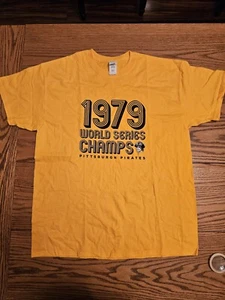 1979
WORLD SERIES
CHAMPS
PITTSBURGH PIRATES